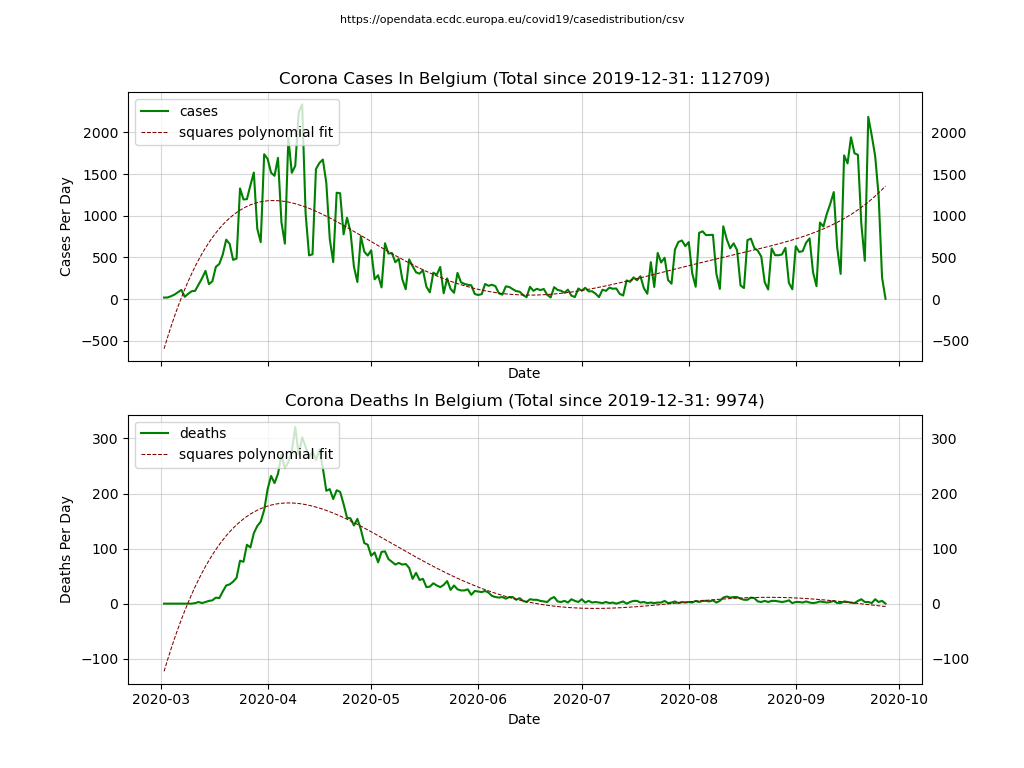 https://opendata.ecdc.europa.eu/covid19/casedistribution/csv
Corona Cases In Belgium (Total since 2019-12-31: 112709)
cases
squares polynomial fit
Cases Per Day
2000
1500
1000
500
0
−500
2000
1500
1000
500
0
−500
Date
Corona Deaths In Belgium (Total since 2019-12-31: 9974)
deaths
squares polynomial fit
Deaths Per Day
300
200
100
0
−100
300
200
100
0
−100
2020-03 2020-04 2020-05 2020-06 2020-07 2020-08 2020-09 2020-10
Date